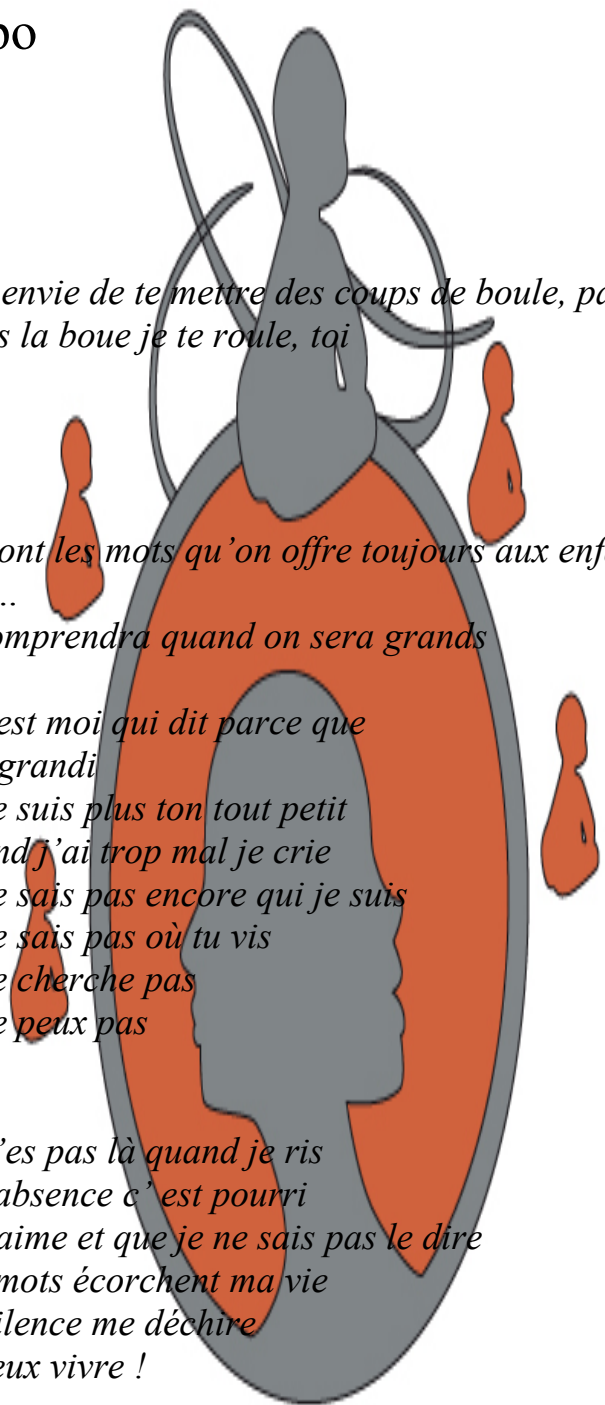 po
envie de te mettre des coups de boule, pa
s la boue je te roule, toi
ont les mots qu’on offre toujours aux enf
..
omprendra quand on sera grands
est moi qui dit parce que
grandi
e suis plus ton tout petit
nd j’ai trop mal je crie
e sais pas encore qui je suis
e sais pas où tu vis
e cherche pas
e peux pas
’es pas là quand je ris
absence c’ est pourri
aime et que je ne sais pas le dire
mots écorchent ma vie
ilence me déchire
eux vivre !